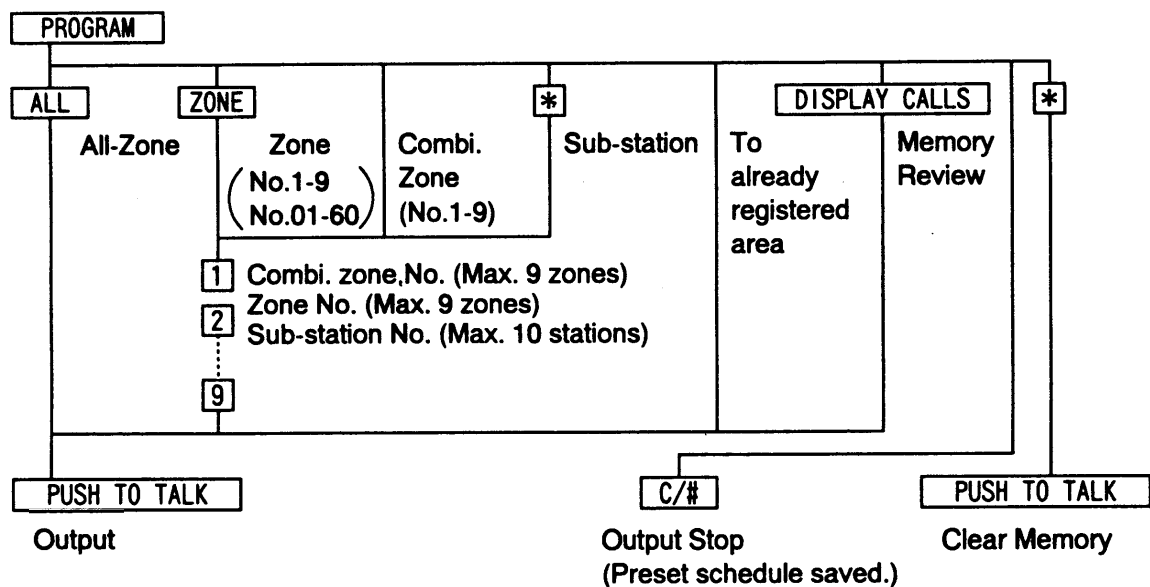 PROGRAM
ALL
ZONE
*
DISPLAY CALLS
*
All-Zone
Zone
(No.1-9
No.01-60)
Combi.
Zone
(No.1-9)
Sub-station
To
already
registered
area
Memory
Review
1
Combi. zone,No. (Max. 9 zones)
Zone No. (Max. 9 zones)
2
Sub-station No. (Max. 10 stations)
9
PUSH TO TALK
C/#
PUSH TO TALK
Output
Output Stop
(Preset schedule saved.)
Clear Memory